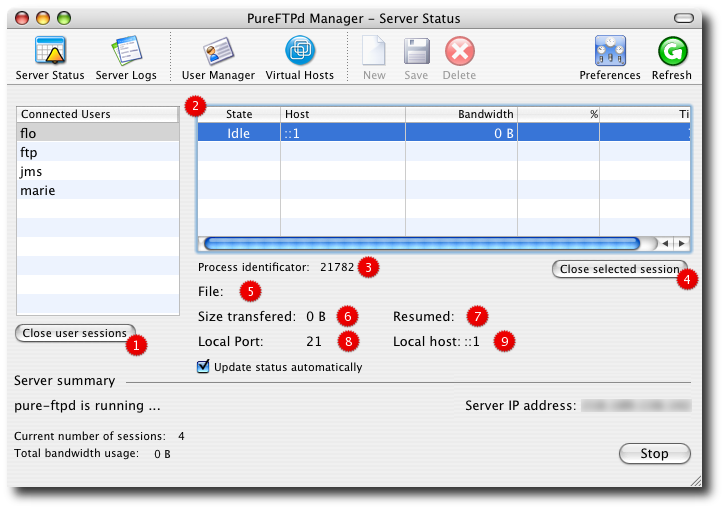 PureFTPd Manager – Server Status
Server Status Server Logs User Manager Virtual Hosts New Save Delete Preferences Refresh
Connected Users
flo
ftp
jms
marie
Close user sessions 1
2
State Host Bandwidth % Ti
Idle ::1 0 B
Process identificator: 21782 3
Close selected session 4
File: 5
Size transfered: 0 B 6 Resumed: 7
Local Port: 21 8 Local host: ::1 9
Update status automatically
Server summary
pure-ftpd is running ... Server IP address:
Current number of sessions: 4
Total bandwidth usage: 0 B
Stop